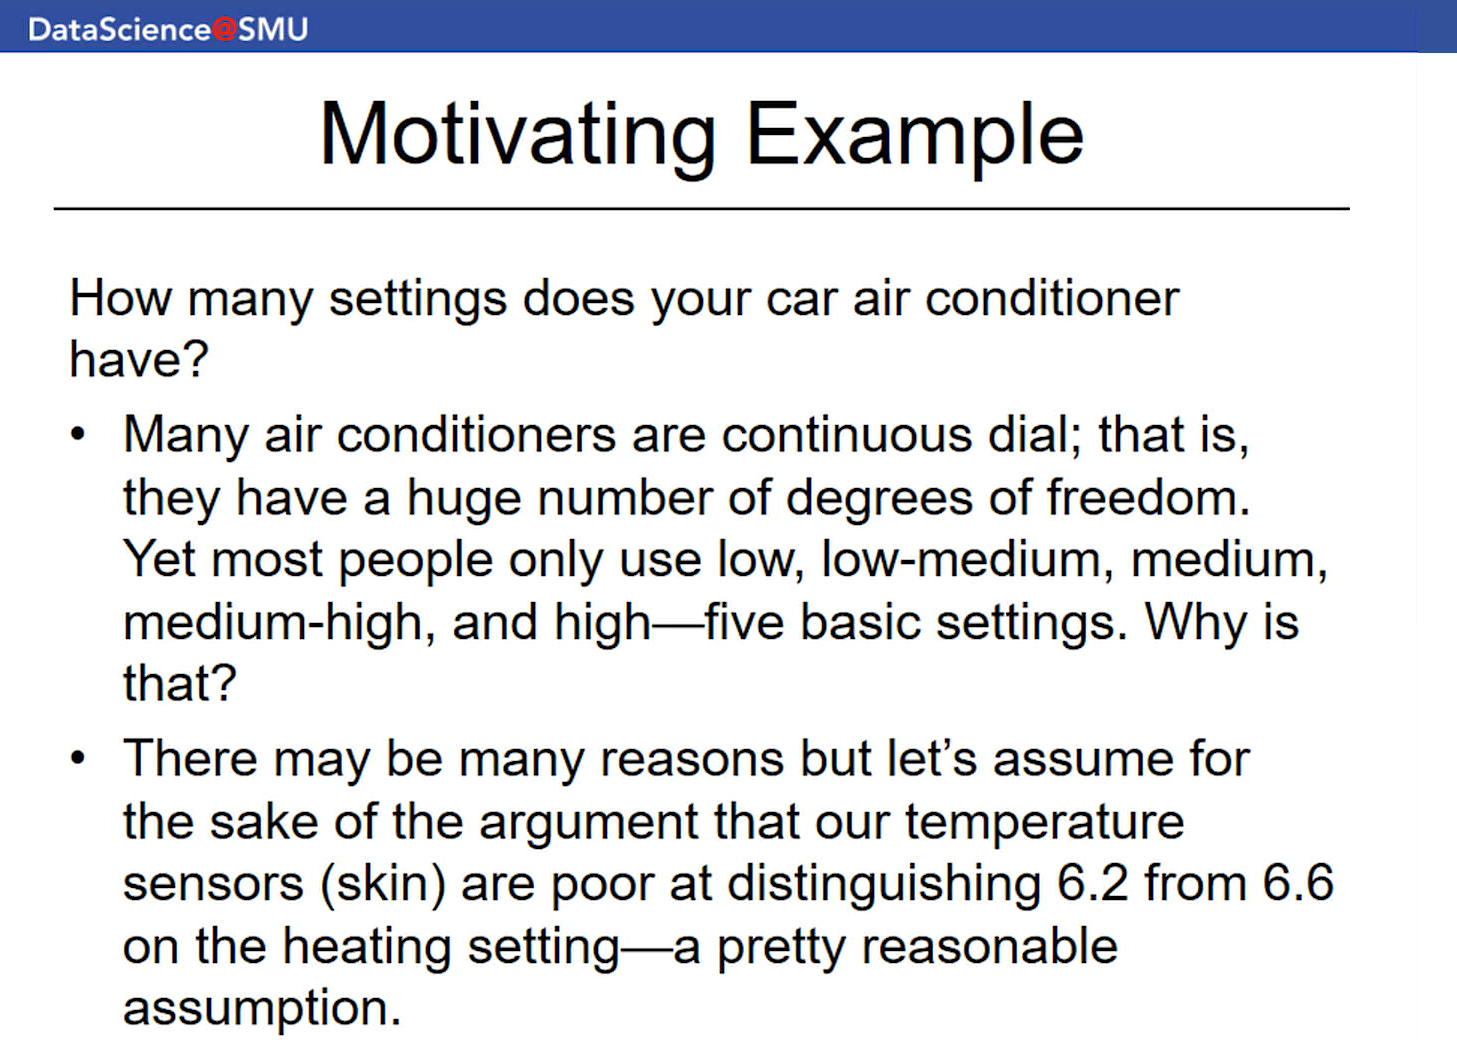 DataScience@SMU
Motivating Example
How many settings does your car air conditioner
have?
• Many air conditioners are continuous dial; that is,
they have a huge number of degrees of freedom.
Yet most people only use low, low-medium, medium,
medium-high, and high—five basic settings. Why is
that?
• There may be many reasons but let’s assume for
the sake of the argument that our temperature
sensors (skin) are poor at distinguishing 6.2 from 6.6
on the heating setting—a pretty reasonable
assumption.